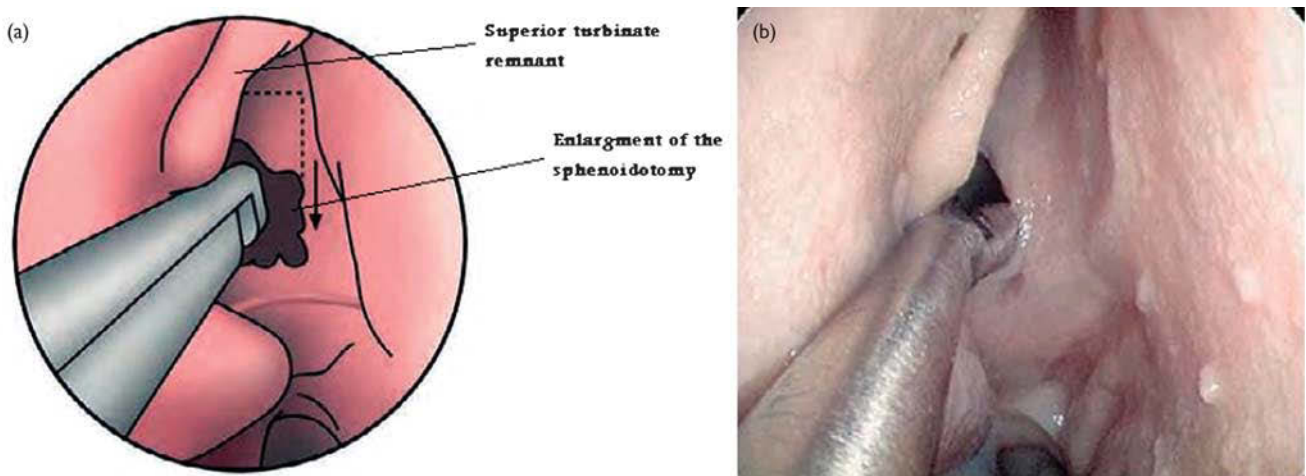 (a)
Superior turbinate
remnant
Enlargment of the
sphenoidotomy
(b)